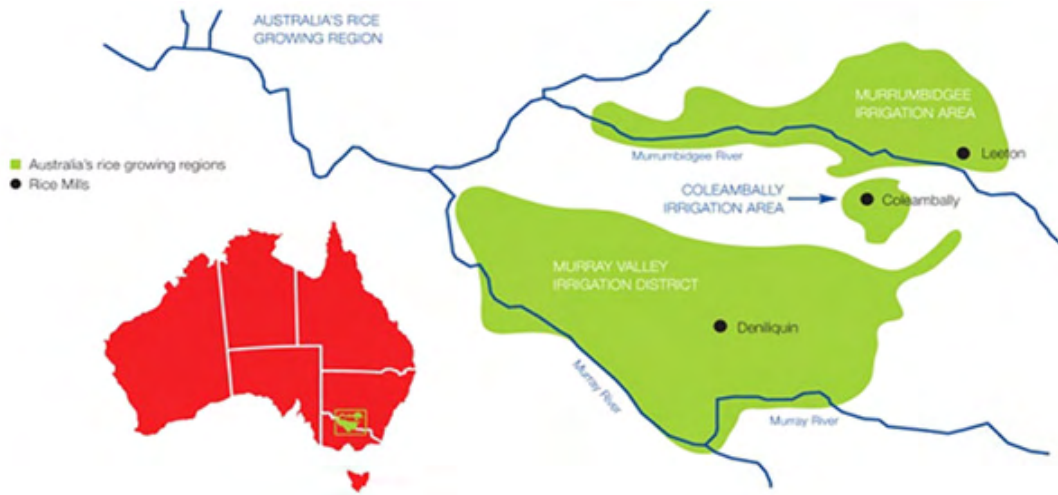 AUSTRALIA'S RICE
GROWING REGION
MURRUMBIDGEE
IRRIGATION AREA
Murrumbidgee River
Leeton
Australia's rice growing regions
Rice Mills
COLEAMBALLY
IRRIGATION AREA
Coleambally
MURRAY VALLEY
IRRIGATION DISTRICT
Deniliquin
Murray River
Murray River